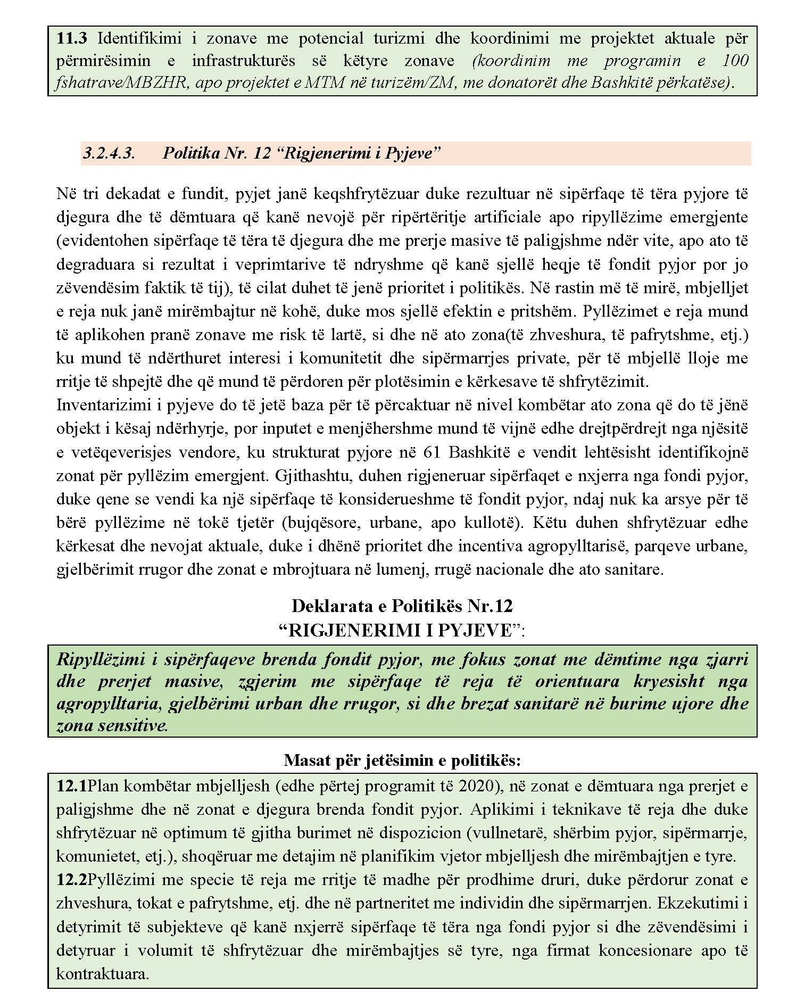 11.3 Identifikimi i zonave me potencial turizmi dhe koordinimi me projektet aktuale për
përmirësimin e infrastrukturës së këtyre zonave (koordinim me programin e 100
fshatrave/MBZHR, apo projektet e MTM në turizëm/ZM, me donatorët dhe Bashkitë përkatëse).
3.2.4.3. Politika Nr. 12 “Rigjenerimi i Pyjeve”
Në tri dekadat e fundit, pyjet janë keqshfrytëzuar duke rezultuar në sipërfaqe të tëra pyjore të
djegura dhe të dëmtuara që kanë nevojë për ripërtëritje artificiale apo ripyllëzime emergjente
(evidentohen sipërfaqe të tëra të djegura dhe me prerje masive të paligjshme ndër vite, apo ato të
degraduara si rezultat i veprimtarive të ndryshme që kanë sjellë heqje të fondit pyjor por jo
zëvendësim faktik të tij), të cilat duhet të jenë prioritet i politikës. Në rastin më të mirë, mbjelljet
e reja nuk janë mirëmbajtur në kohë, duke mos sjellë efektin e pritshëm. Pyllëzimet e reja mund
të aplikohen pranë zonave me risk të lartë, si dhe në ato zona(të zhveshura, të pafrytshme, etj.)
ku mund të ndërthuret interesi i komunitetit dhe sipërmarrjes private, për të mbjellë lloje me
rritje të shpejtë dhe që mund të përdoren për plotësimin e kërkesave të shfrytëzimit.
Inventarizimi i pyjeve do të jetë baza për të përcaktuar në nivel kombëtar ato zona që do të jënë
objekt i kësaj ndërhyrje, por inputet e menjëhershme mund të vijnë edhe drejtpërdrejt nga njësitë
e vetëqeverisjes vendore, ku strukturat pyjore në 61 Bashkitë e vendit lehtësisht identifikojnë
zonat për pyllëzim emergjent. Gjithashtu, duhen rigjeneruar sipërfaqet e nxjerra nga fondi pyjor,
duke qene se vendi ka një sipërfaqe të konsiderueshme të fondit pyjor, ndaj nuk ka arsye për të
bërë pyllëzime në tokë tjetër (bujqësore, urbane, apo kullotë). Këtu duhen shfrytëzuar edhe
kërkesat dhe nevojat aktuale, duke i dhënë prioritet dhe incentiva agropylltarisë, parqeve urbane,
gjelbërimit rrugor dhe zonat e mbrojtuara në lumenj, rrugë nacionale dhe ato sanitare.
Deklarata e Politikës Nr.12
“RIGJENERIMI I PYJEVE”:
Ripyllëzimi i sipërfaqeve brenda fondit pyjor, me fokus zonat me dëmtime nga zjarri
dhe prerjet masive, zgjerim me sipërfaqe të reja të orientuara kryesisht nga
agropylltaria, gjelbërimi urban dhe rrugor, si dhe brezat sanitarë në burime ujore dhe
zona sensitive.
Masat për jetësimin e politikës:
12.1Plan kombëtar mbjelljesh (edhe përtej programit të 2020), në zonat e dëmtuara nga prerjet e
paligjshme dhe në zonat e djegura brenda fondit pyjor. Aplikimi i teknikave të reja dhe duke
shfrytëzuar në optimum të gjitha burimet në dispozicion (vullnetarë, shërbim pyjor, sipërmarrje,
komunietet, etj.), shoqëruar me detajim në planifikim vjetor mbjelljesh dhe mirëmbajtjen e tyre.
12.2Pyllëzimi me specie të reja me rritje të madhe për prodhime druri, duke përdorur zonat e
zhveshura, tokat e pafrytshme, etj. dhe në partneritet me individin dhe sipërmarrjen. Ekzekutimi i
detyrimit të subjekteve që kanë nxjerrë sipërfaqe të tëra nga fondi pyjor si dhe zëvendësimi i
detyruar i volumit të shfrytëzuar dhe mirëmbajtjes së tyre, nga firmat koncesionare apo të
kontraktuara.